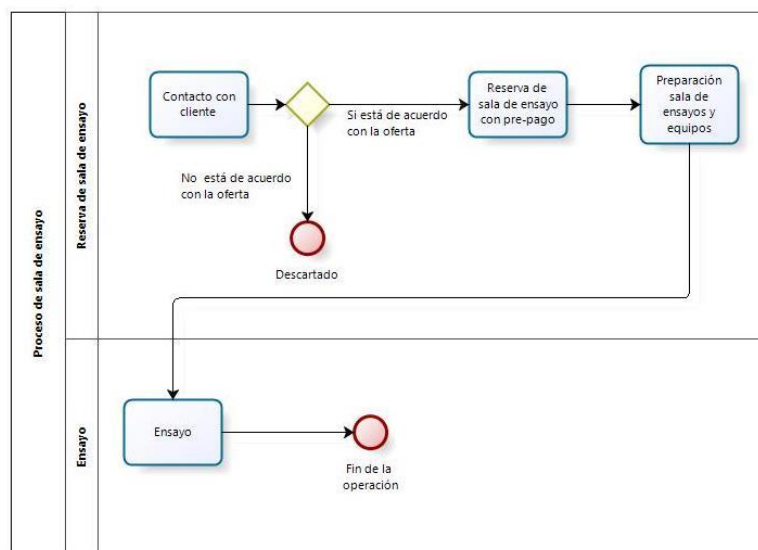 Proceso de sala de ensayo
Reserva de sala de ensayo
Contacto con
cliente
Si está de acuerdo
con la oferta
Reserva de
sala de ensayo
con pre-pago
Preparación
sala de
ensayos y
equipos
No está de acuerdo
con la oferta
Descartado
Ensayo
Ensayo
Fin de la
operación